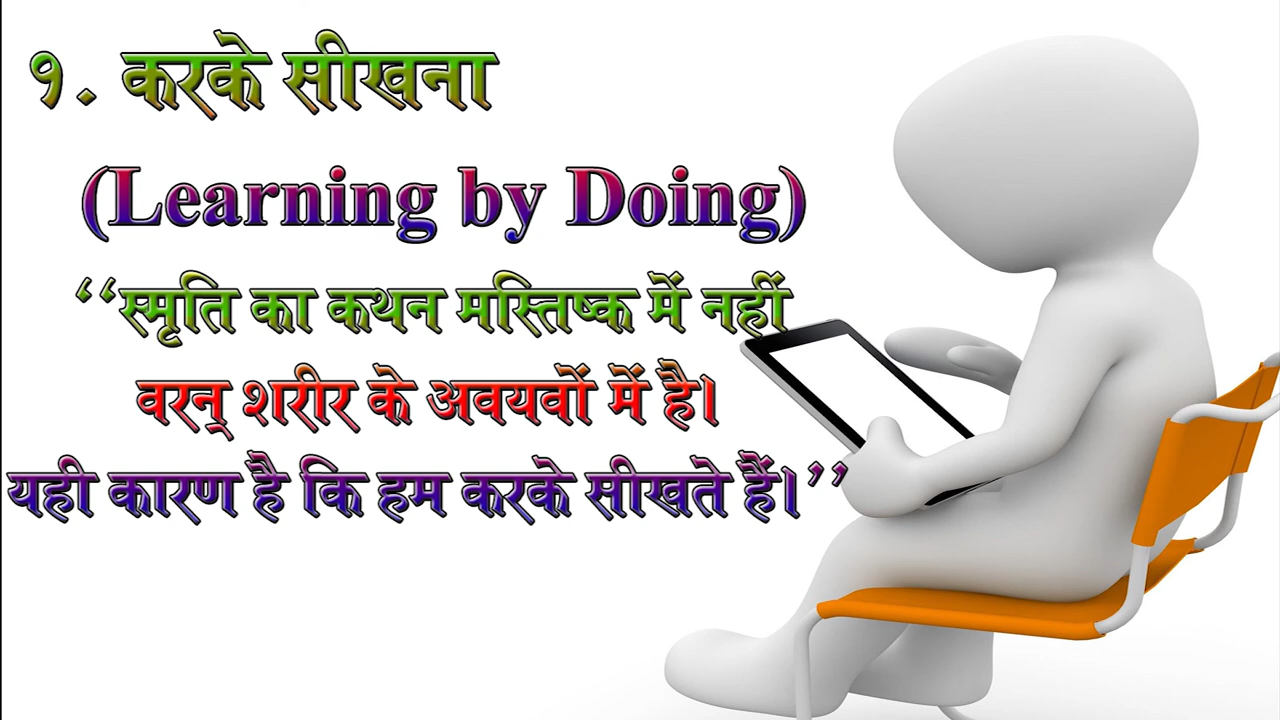 १. करके सीखना
(Learning by Doing)
‘‘स्मृति का कथन मस्तिष्क में नहीं
वरन् शरीर के अवयवों में है।
यही कारण है कि हम करके सीखते हैं।’’